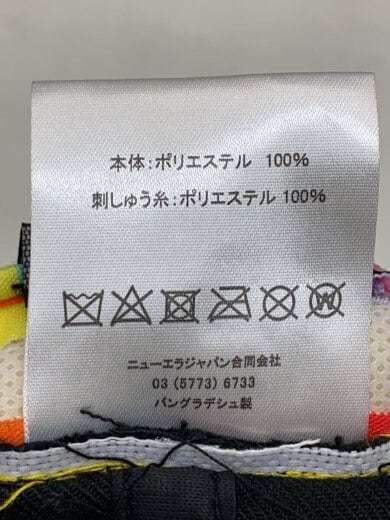 本体：ポリエステル 100%
刺しゅう糸：ポリエステル 100%
W
ニューエラジャパン合同会社
03 (5773) 6733
バングラデシュ製